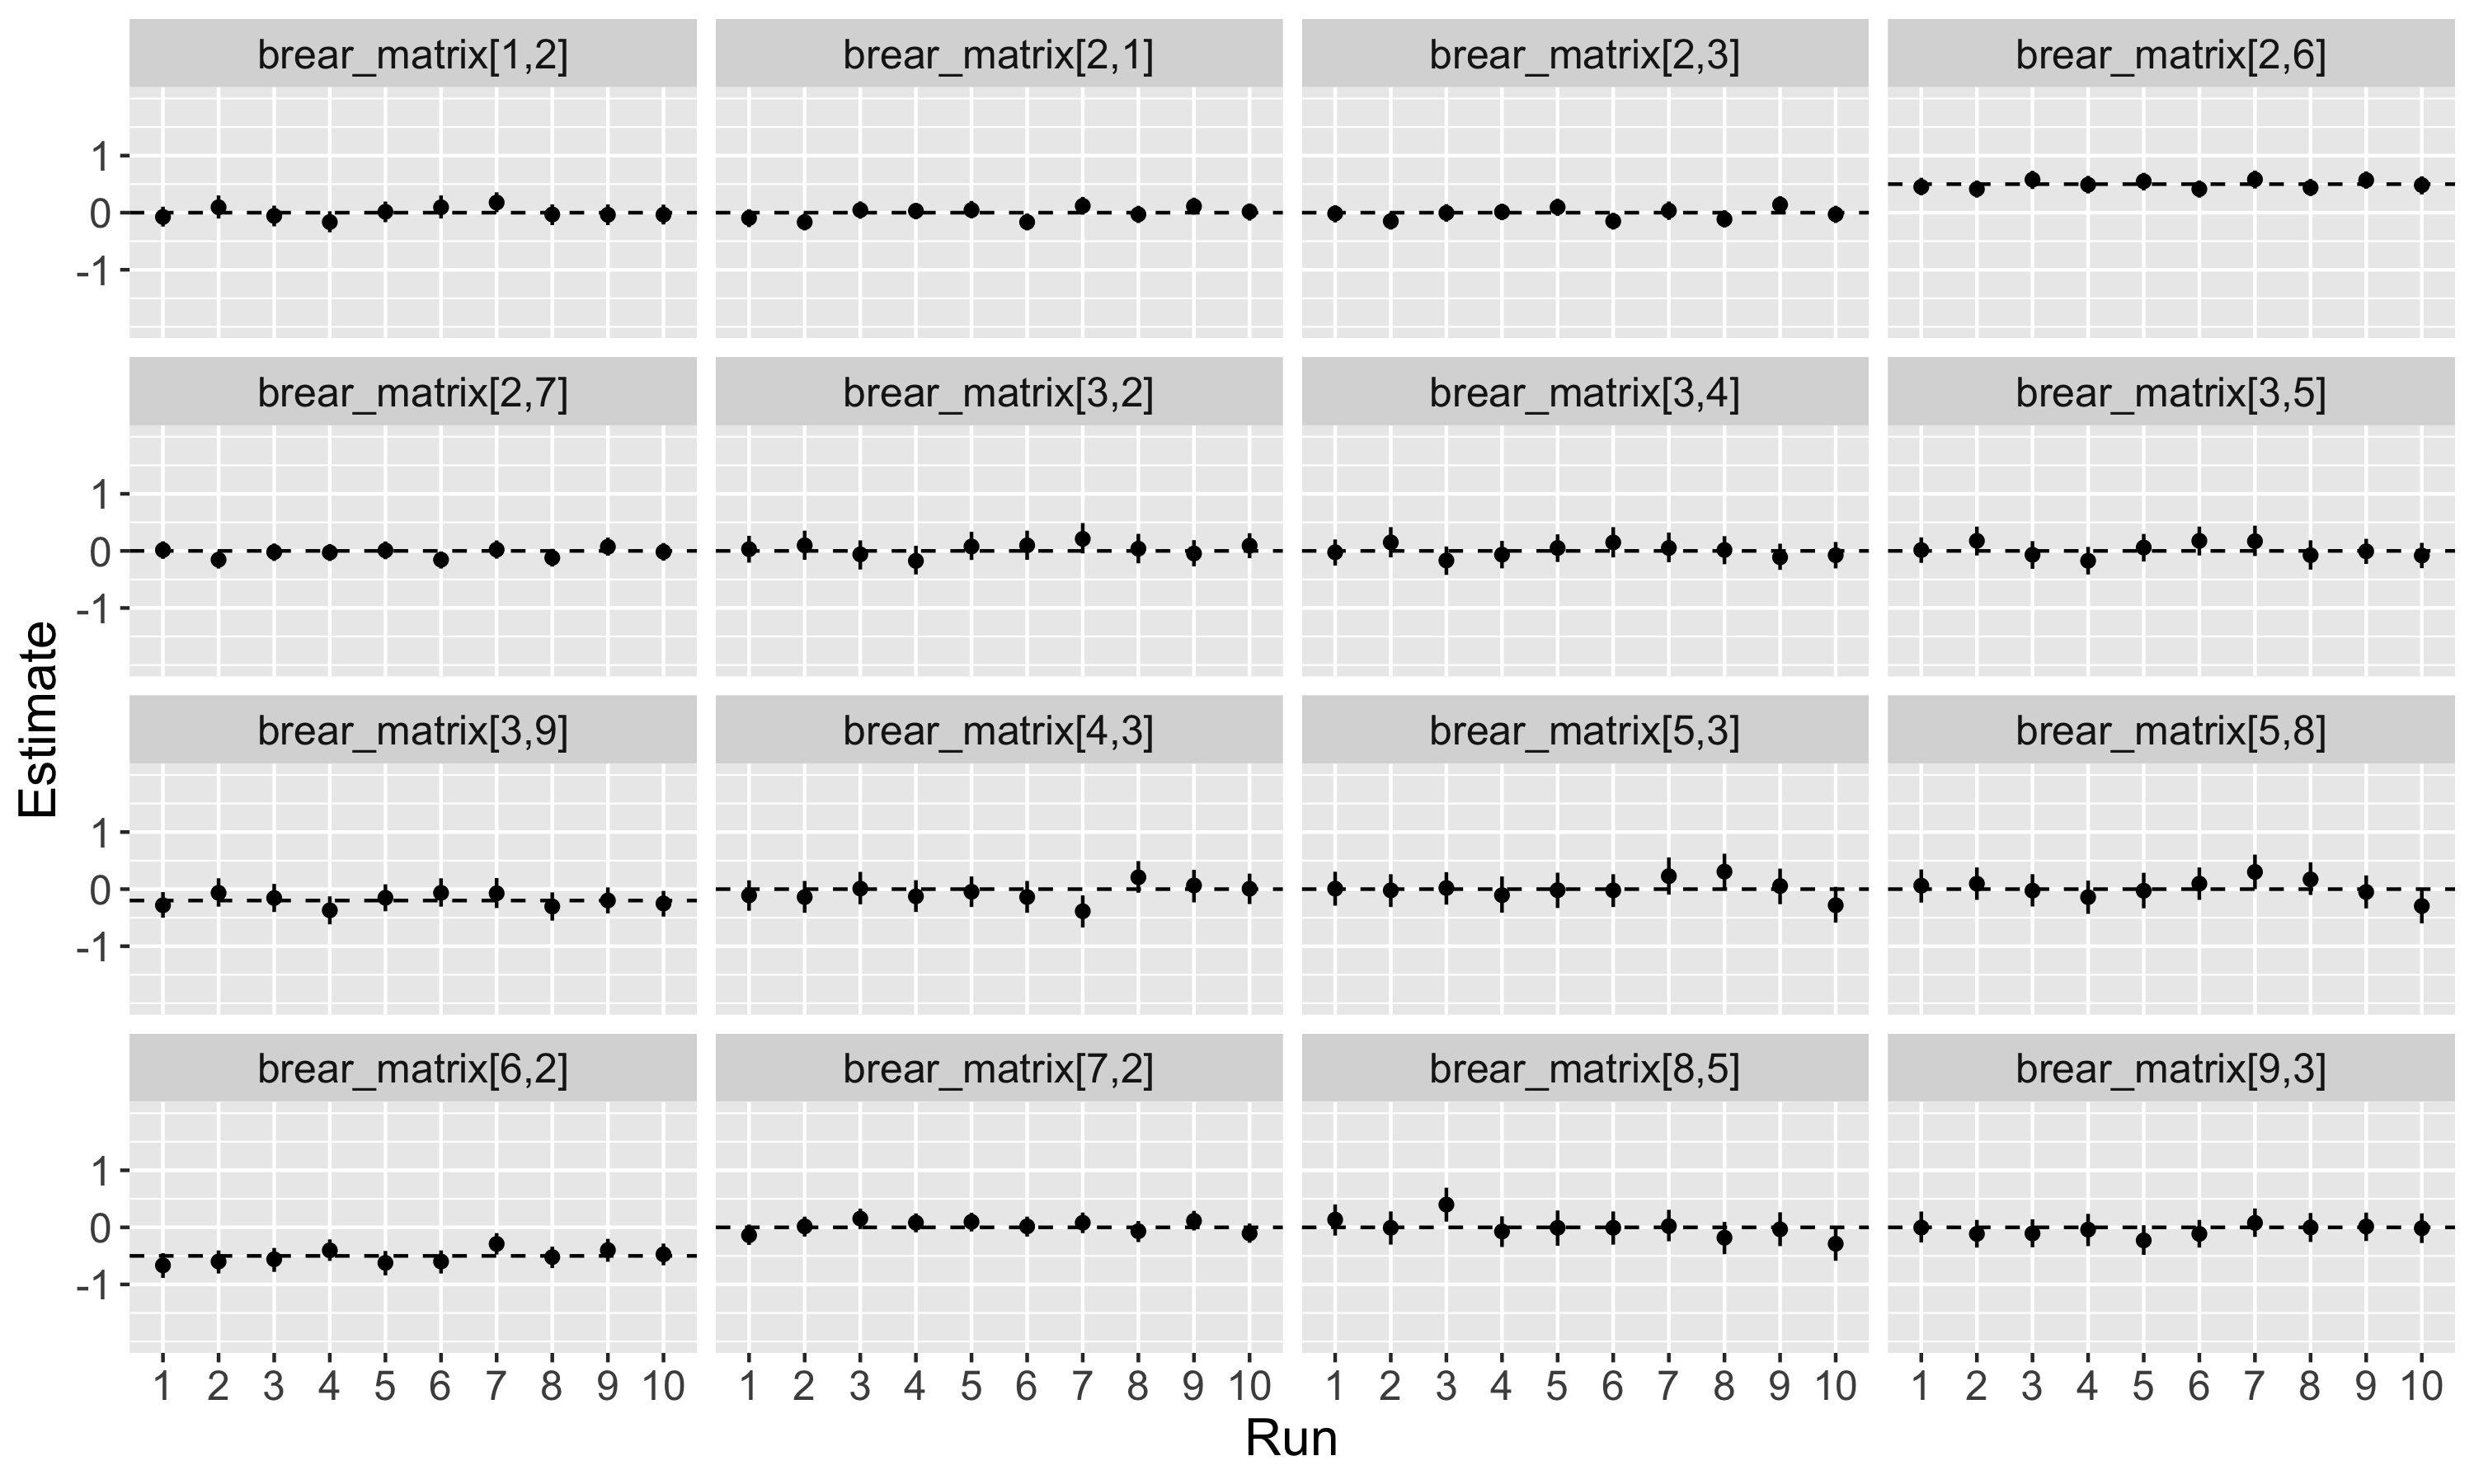 brear_matrix[1,2] brear_matrix[2,1] brear_matrix[2,3] brear_matrix[2,6]
1
0
-1
brear_matrix[2,7] brear_matrix[3,2] brear_matrix[3,4] brear_matrix[3,5]
1
0
-1
Estimate
brear_matrix[3,9] brear_matrix[4,3] brear_matrix[5,3] brear_matrix[5,8]
1
0
-1
brear_matrix[6,2] brear_matrix[7,2] brear_matrix[8,5] brear_matrix[9,3]
1
0
-1
1 2 3 4 5 6 7 8 9 10 1 2 3 4 5 6 7 8 9 10 1 2 3 4 5 6 7 8 9 10 1 2 3 4 5 6 7 8 9 10
Run